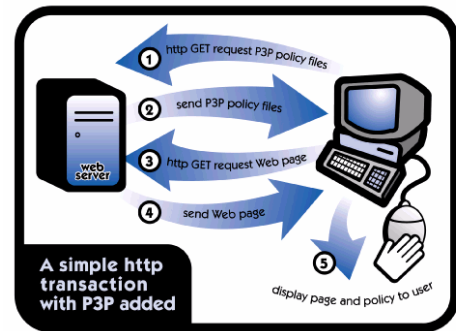 1 http GET request P3P policy files
2 send P3P policy files
3 http GET request Web page
4 send Web page
5
display page and policy to user
web
server
A simple http
transaction
with P3P added